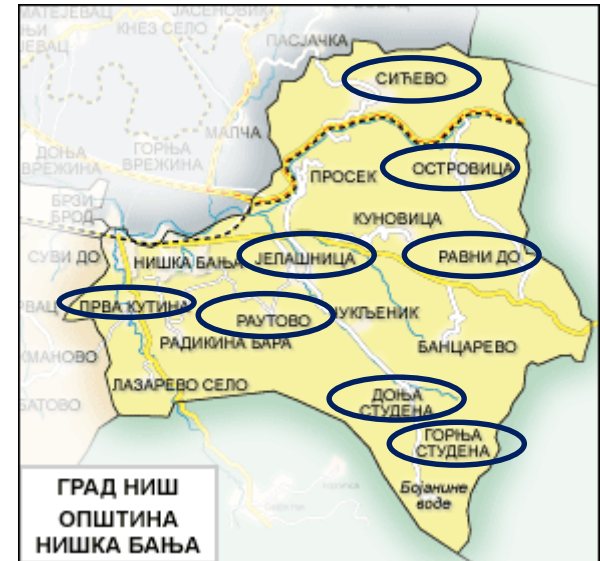 МАТЕЈЕВАЦ
ЈАСЕНОВИК
КНЕЗ СЕЛО
ПАСЈАЧКА
СИЋЕВО
МАЛЧА
ДОЊА
ВРЕЖИНА
ГОРЊА
ВРЕЖИНА
ПРОСЕК
ОСТРОВИЦА
БРЗИ
БРОД
КУНОВИЦА
СУВИ ДО
НИШКА БАЊА
ЈЕЛАШНИЦА
РАВНИ ДО
ПРВА КУТИНА
РАУТОВО
ЧУКЉЕНИК
РАДИКИНА БАРА
БАНЦАРЕВО
ЛАЗАРЕВО СЕЛО
ДОЊА
СТУДЕНА
ГОРЊА
СТУДЕНА
Бојанине
воде
ГРАД НИШ
ОПШТИНА
НИШКА БАЊА